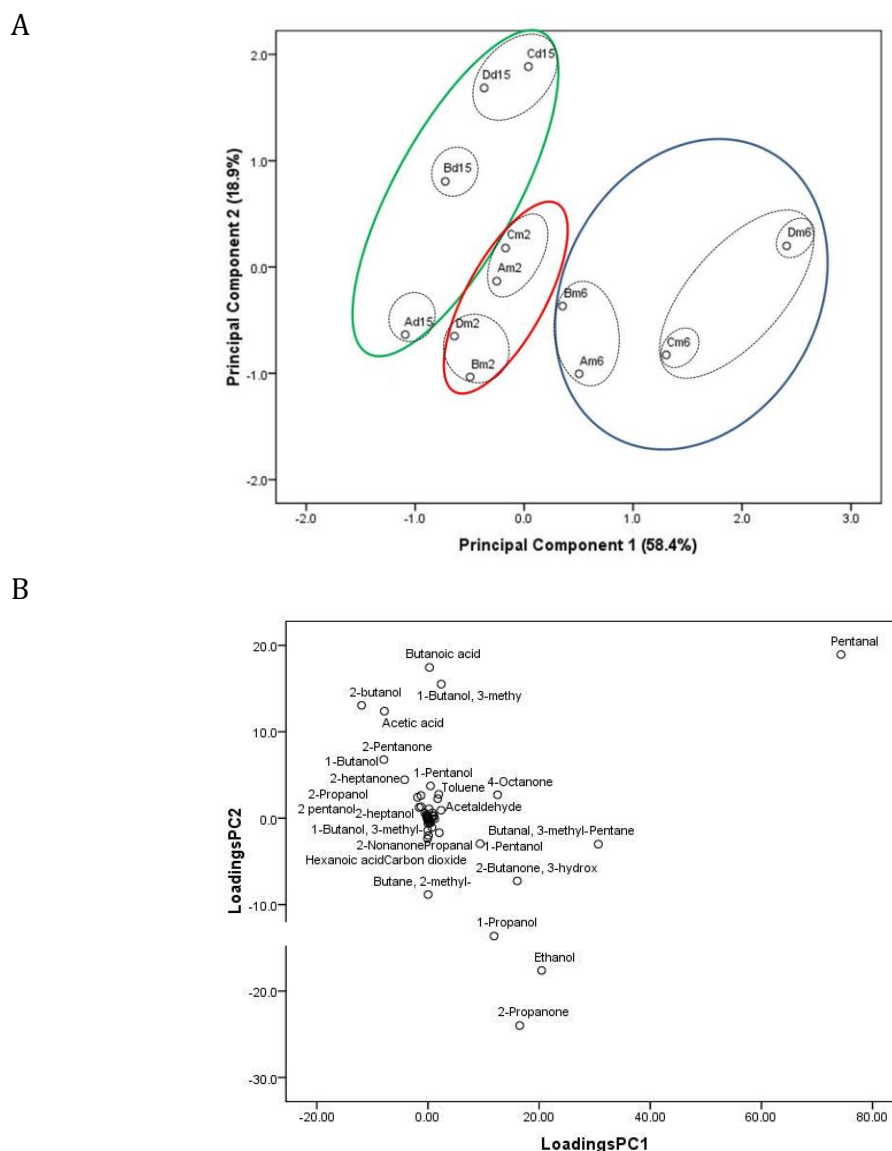 A
2.0
1.0
0.0
-1.0
-2.0
Principal Component 2 (18.9%)
Cd15
Dd15
Bd15
Cm2
Am2
Dm6
Bm6
Ad15
Dm2
Bm2
Cm6
Am6
-2.0 -1.0 0.0 1.0 2.0 3.0
Principal Component 1 (58.4%)
B
20.0
10.0
0.0
-10.0
-20.0
-30.0
LoadingsPC2
Pentanal
Butanoic acid
2-butanol 1-Butanol, 3-methy
Acetic acid
2-Pentanone
1-Butanol
2-heptanone 1-Pentanol 4-Octanone
2-Propanol Toluene
2 pentanol 2-heptanol Acetaldehyde
1-Butanol, 3-methyl- Butanal, 3-methyl-Pentane
2-NonanonePropanal 1-Pentanol
Hexanoic acidCarbon dioxide 2-Butanone, 3-hydrox
Butane, 2-methyl-
1-Propanol
Ethanol
2-Propanone
-20.00 0.00 20.00 40.00 60.00 80.00
LoadingsPC1